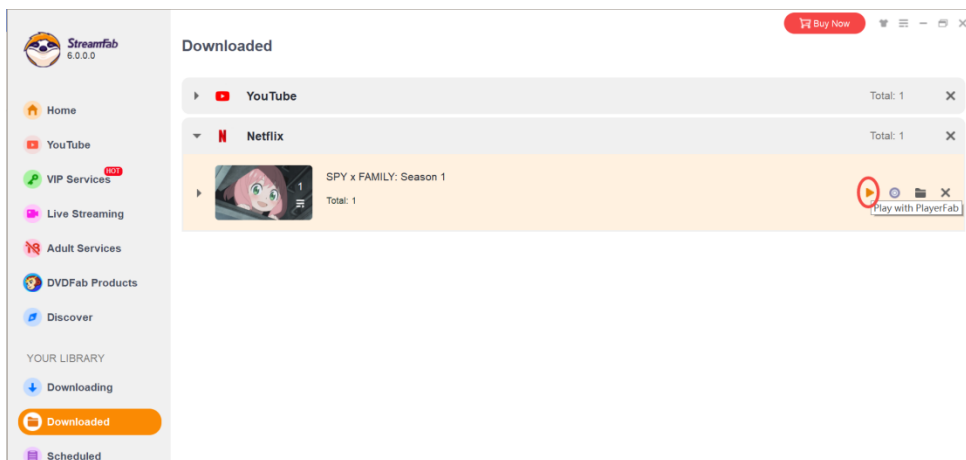 Buy Now
StreamFab
6.0.0.0
Downloaded
YouTube
Total: 1
Netflix
Total: 1
SPY x FAMILY: Season 1
Total: 1
1
Play with PlayerFab
Home
YouTube
VIP Services
HOT
Live Streaming
Adult Services
DVDFab Products
Discover
YOUR LIBRARY
Downloading
Downloaded
Scheduled